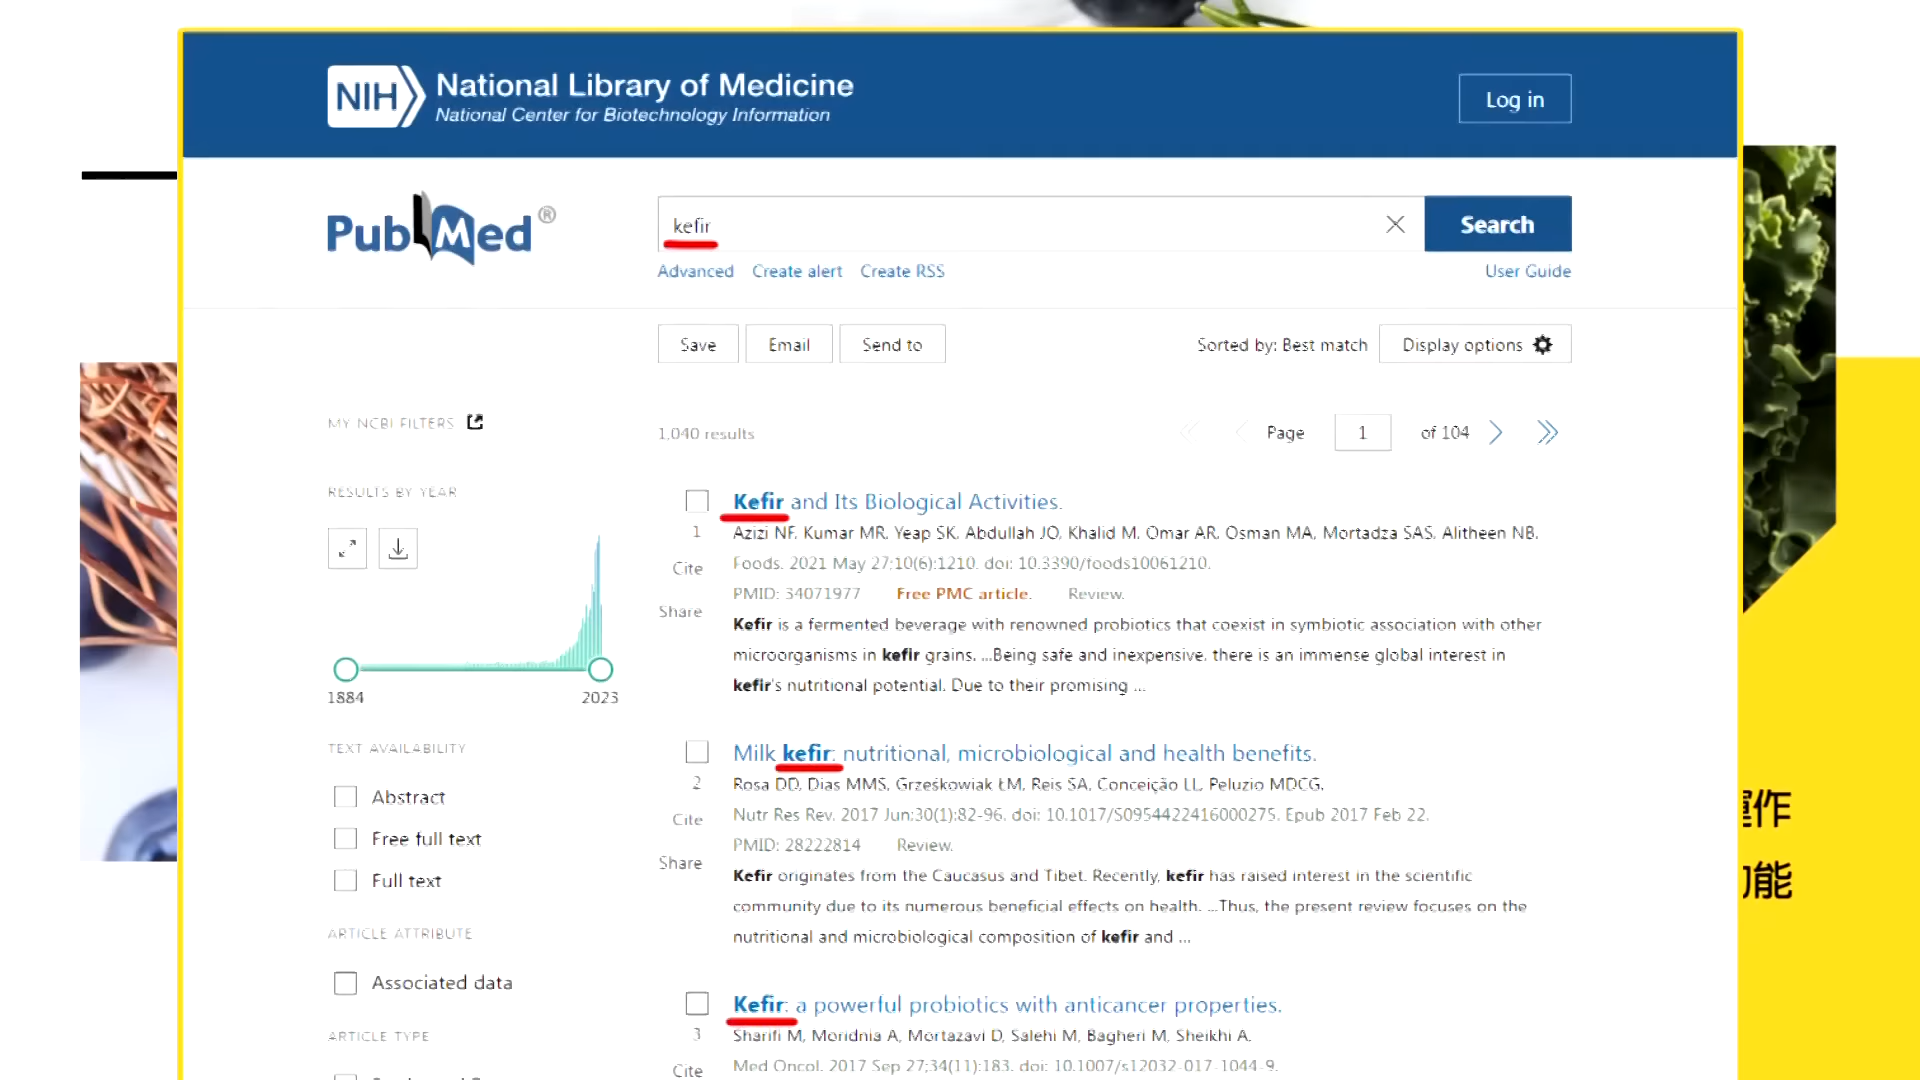 NIH National Library of Medicine
National Center for Biotechnology Information
Log in
PubMed®
kefir
Search
Advanced Create alert Create RSS
User Guide
Save Email Send to
Sorted by: Best match Display options
MY NCBI FILTERS
1,040 results
Page 1 of 104
RESULTS BY YEAR
1884 2023
TEXT AVAILABILITY
Abstract
Free full text
Full text
ARTICLE ATTRIBUTE
Associated data
ARTICLE TYPE
Kefir and Its Biological Activities.
1
Azizi NF, Kumar MR, Yeap SK, Abdullah JO, Khalid M, Omar AR, Osman MA, Mortadza SAS, Alitheen NB.
Cite
Foods. 2021 May 27;10(6):1210. doi: 10.3390/foods10061210.
PMID: 34071977 Free PMC article. Review.
Share
Kefir is a fermented beverage with renowned probiotics that coexist in symbiotic association with other
microorganisms in kefir grains. ...Being safe and inexpensive, there is an immense global interest in
kefir's nutritional potential. Due to their promising ...
Milk kefir: nutritional, microbiological and health benefits.
2
Rosa DD, Dias MMS, Grześkowiak ŁM, Reis SA, Conceição LL, Peluzio MDCG.
Cite
Nutr Res Rev. 2017 Jun;30(1):82-96. doi: 10.1017/S0954422416000275. Epub 2017 Feb 22.
PMID: 28222814 Review.
Share
Kefir originates from the Caucasus and Tibet. Recently, kefir has raised interest in the scientific
community due to its numerous beneficial effects on health. ...Thus, the present review focuses on the
nutritional and microbiological composition of kefir and ...
Kefir: a powerful probiotics with anticancer properties.
3
Sharifi M, Moridnia A, Mortazavi D, Salehi M, Bagheri M, Sheikhi A.
Cite
Med Oncol. 2017 Sep 27;34(11):183. doi: 10.1007/s12032-017-1044-9.
作
能